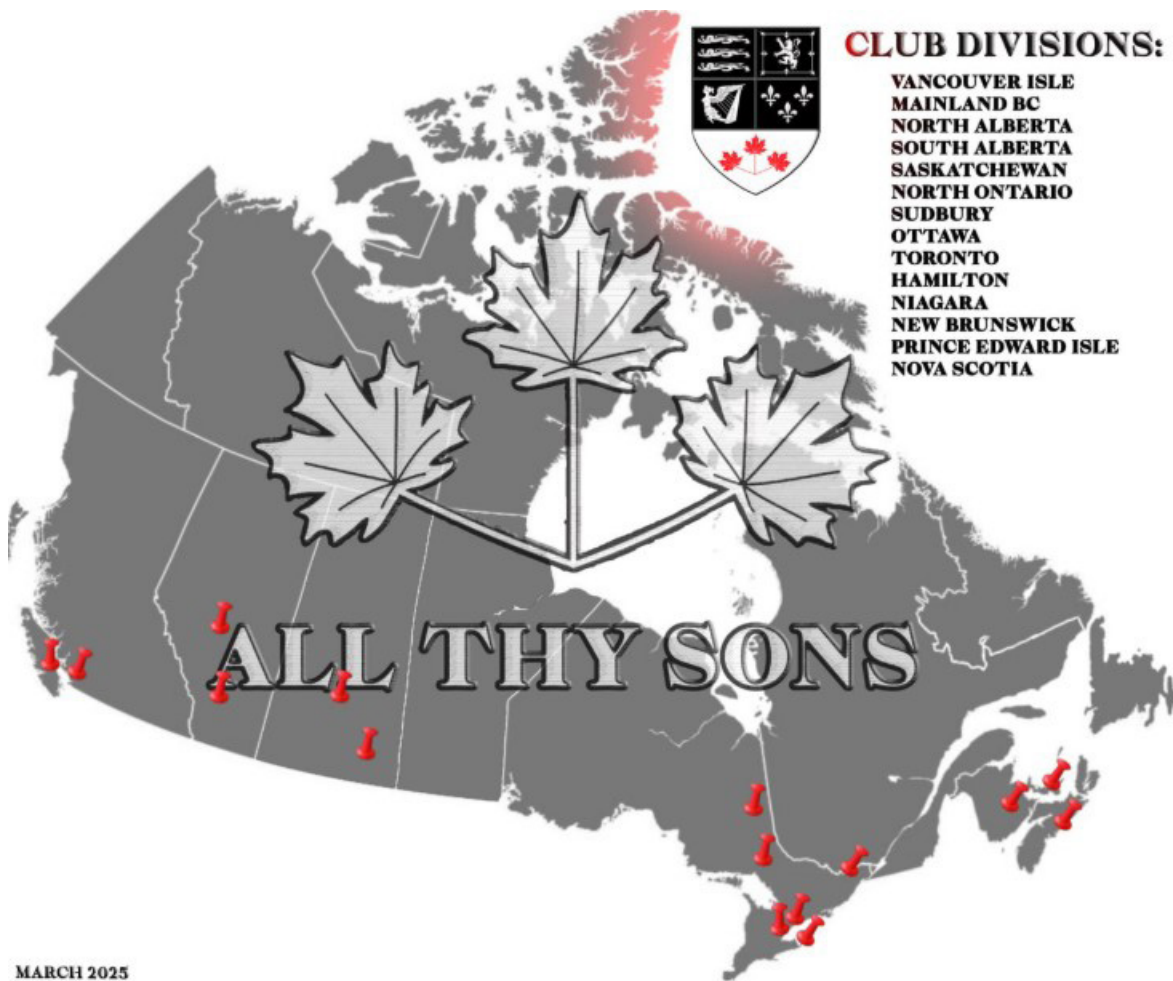 CLUB DIVISIONS:
VANCOUVER ISLE
MAINLAND BC
NORTH ALBERTA
SOUTH ALBERTA
SASKATCHEWAN
NORTH ONTARIO
SUDBURY
OTTAWA
TORONTO
HAMILTON
NIAGARA
NEW BRUNSWICK
PRINCE EDWARD ISLE
NOVA SCOTIA
ALL THY SONS
MARCH 2025